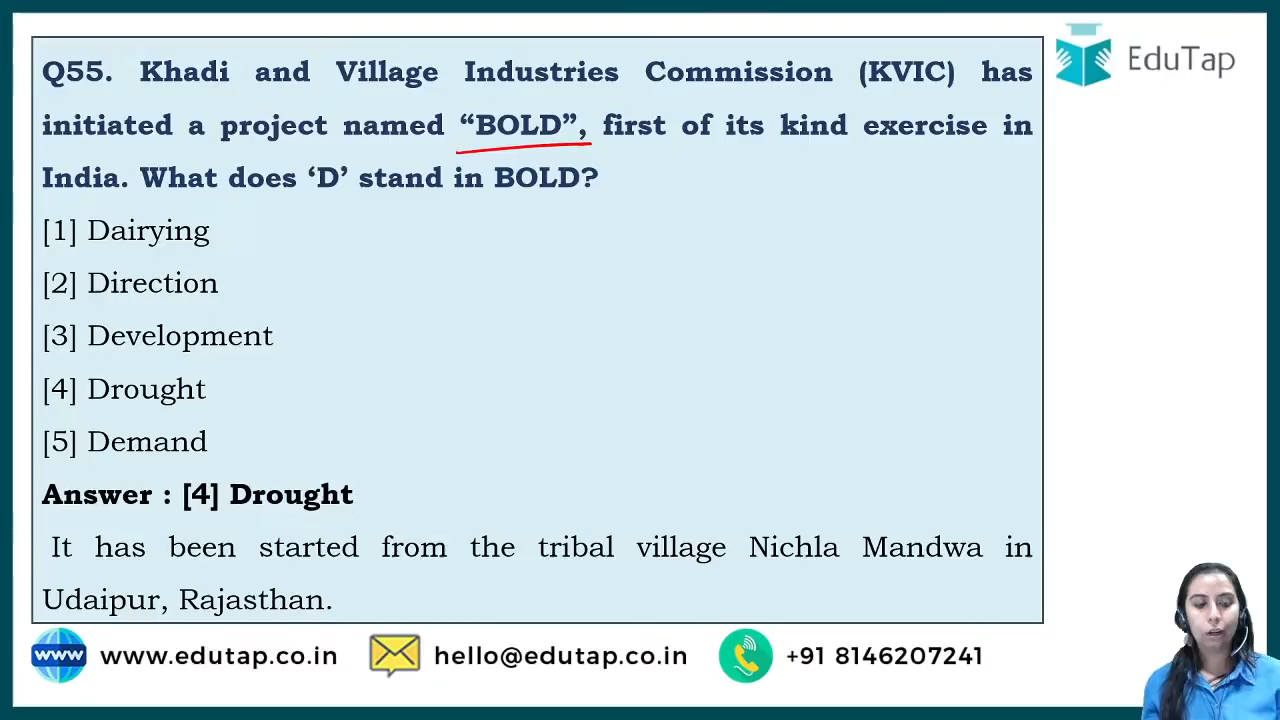 Q55. Khadi and Village Industries Commission (KVIC) has
initiated a project named “BOLD”, first of its kind exercise in
India. What does ‘D’ stand in BOLD?
[1] Dairying
[2] Direction
[3] Development
[4] Drought
[5] Demand
Answer : [4] Drought
It has been started from the tribal village Nichla Mandwa in
Udaipur, Rajasthan.
EduTap
www www.edutap.co.in hello@edutap.co.in +91 8146207241